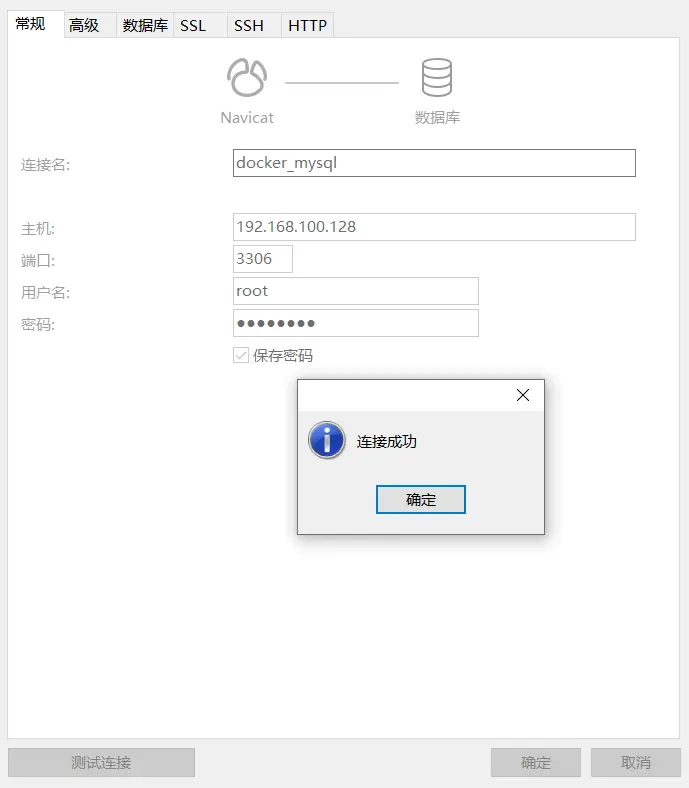 常规 高级 数据库 SSL SSH HTTP
Navicat 数据库
连接名: docker_mysql
主机: 192.168.100.128
端口: 3306
用户名: root
密码: ●●●●●●●●
保存密码
连接成功
确定
测试连接 确定 取消